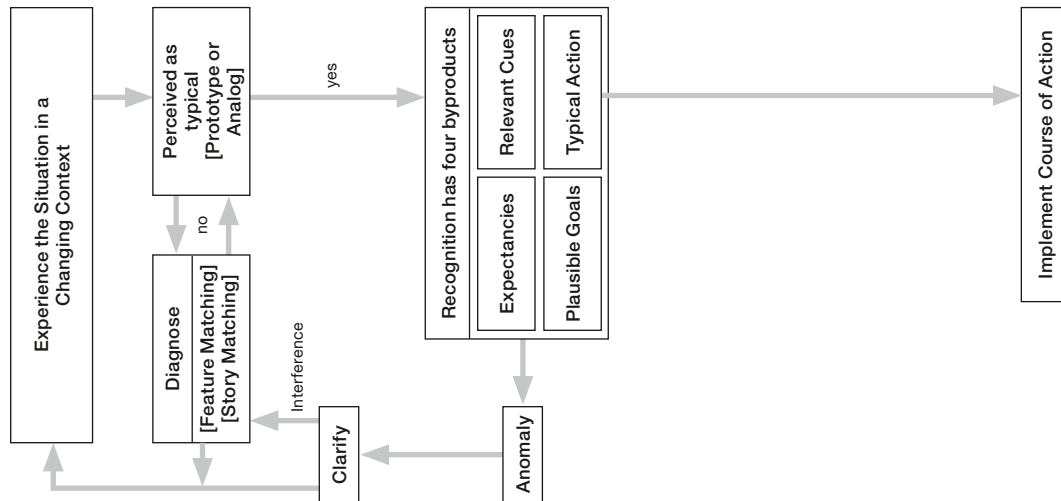 Experience the Situation in a
Changing Context
Perceived as
typical
[Prototype or
Analog]
no
yes
Diagnose
[Feature Matching]
[Story Matching]
Interference
Clarify
Anomaly
Recognition has four byproducts
Expectancies
Relevant Cues
Plausible Goals
Typical Action
Implement Course of Action